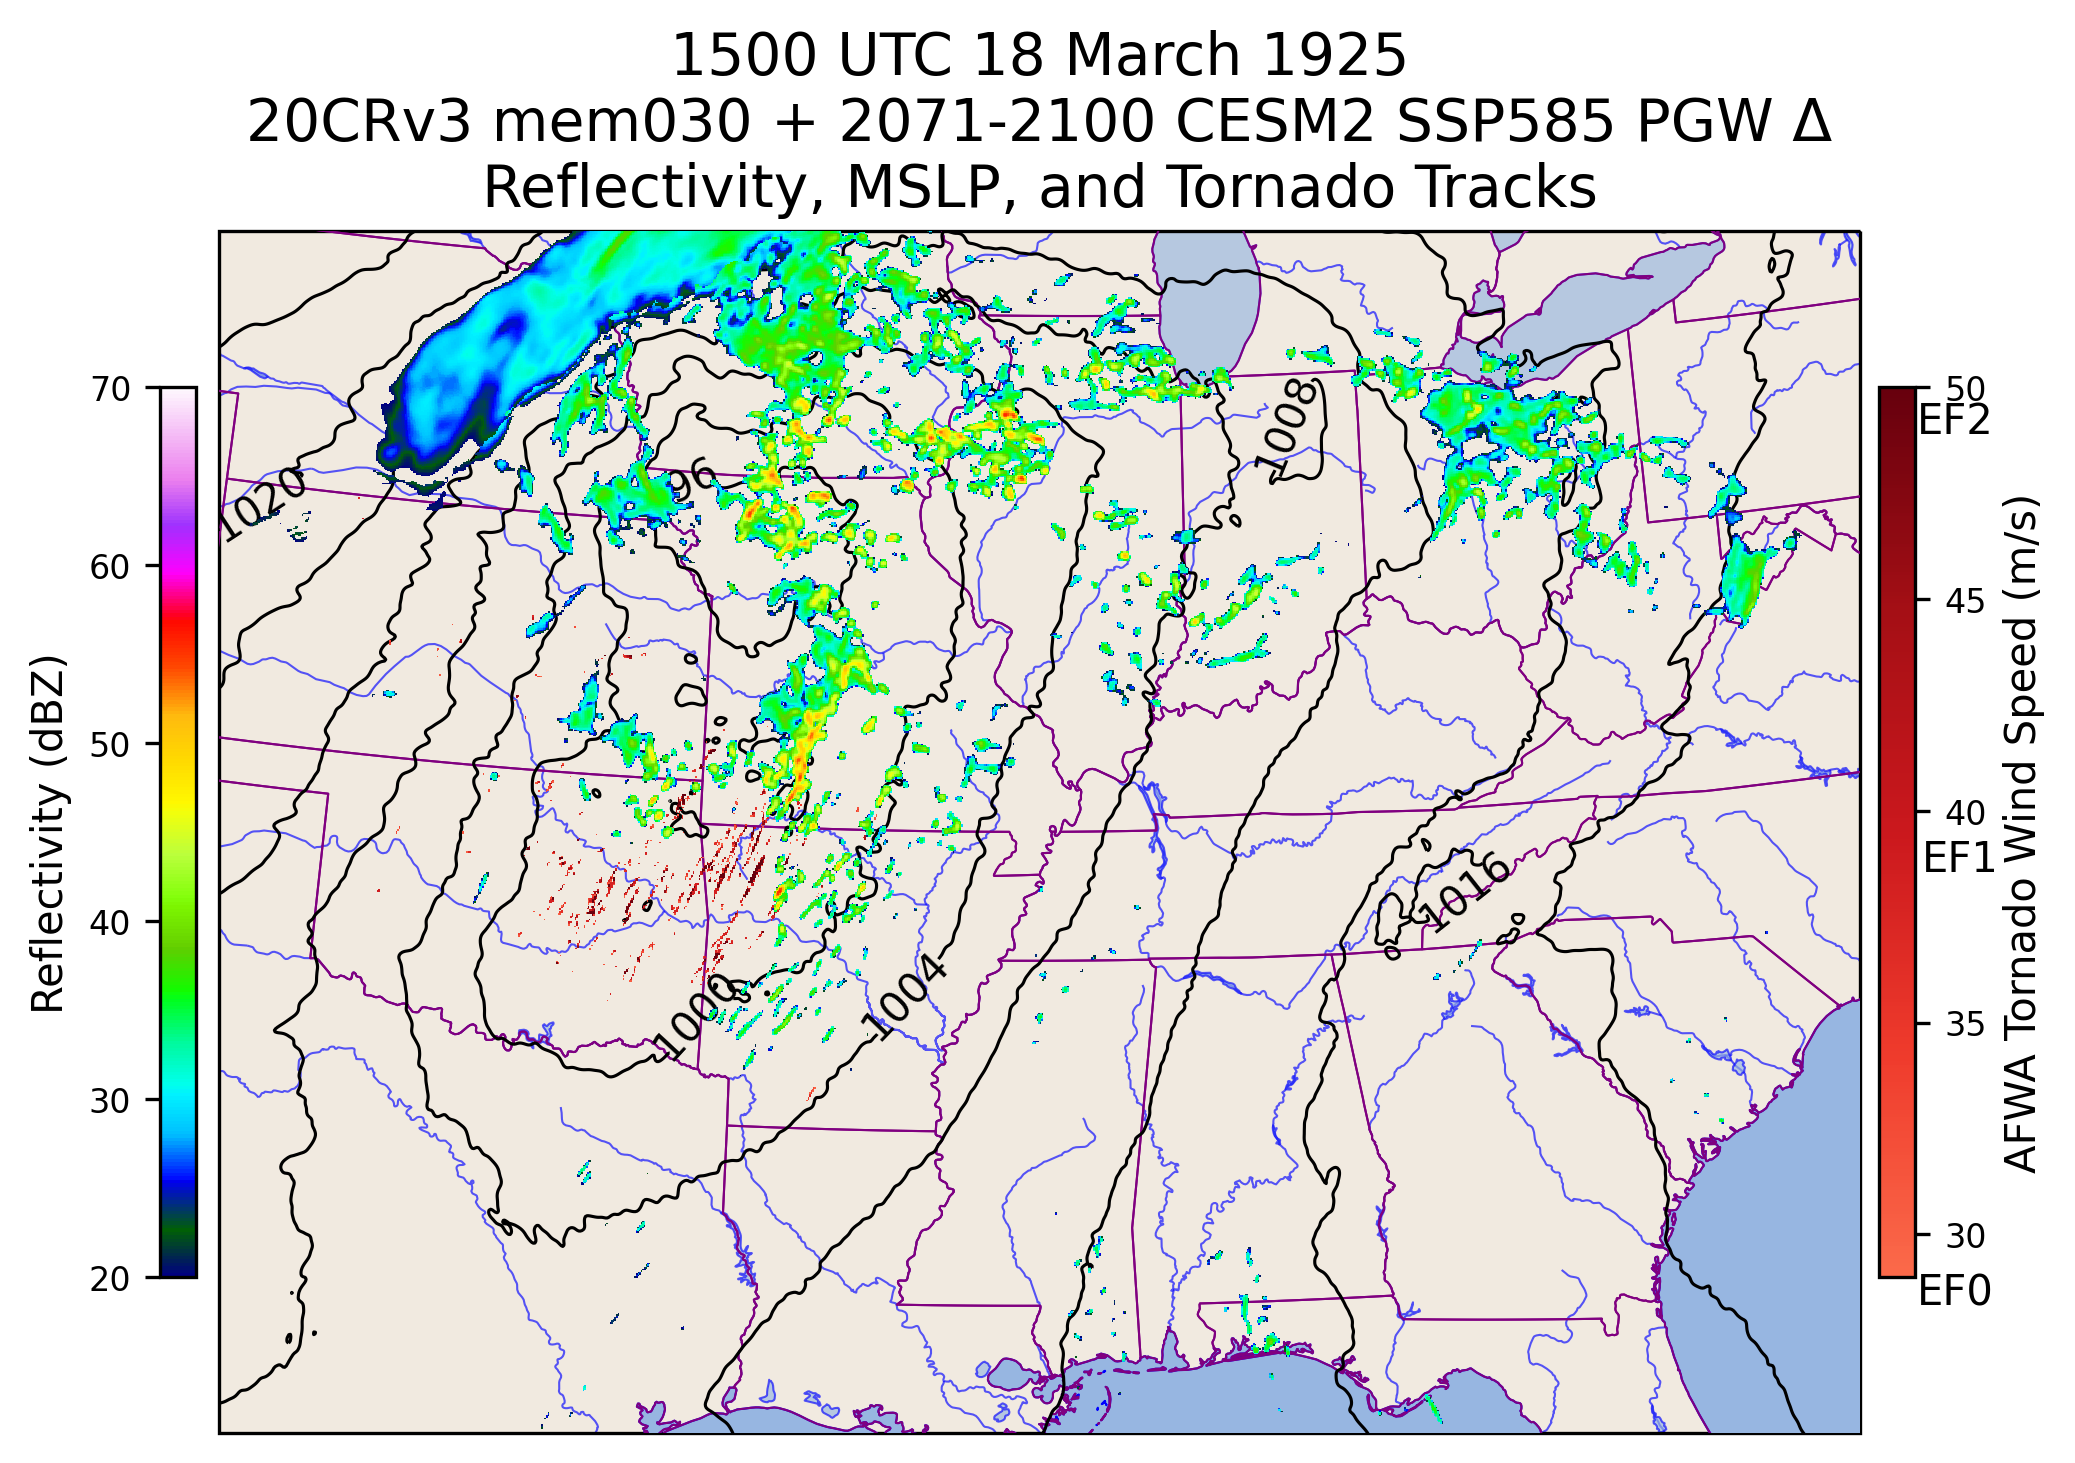 1500 UTC 18 March 1925
20CRv3 mem030 + 2071-2100 CESM2 SSP585 PGW Δ
Reflectivity, MSLP, and Tornado Tracks
Reflectivity (dBZ)
70
60
50
40
30
20
1020
96
1008
1016
1000
1004
50
EF2
45
40
EF1
35
30
EF0
AFWA Tornado Wind Speed (m/s)